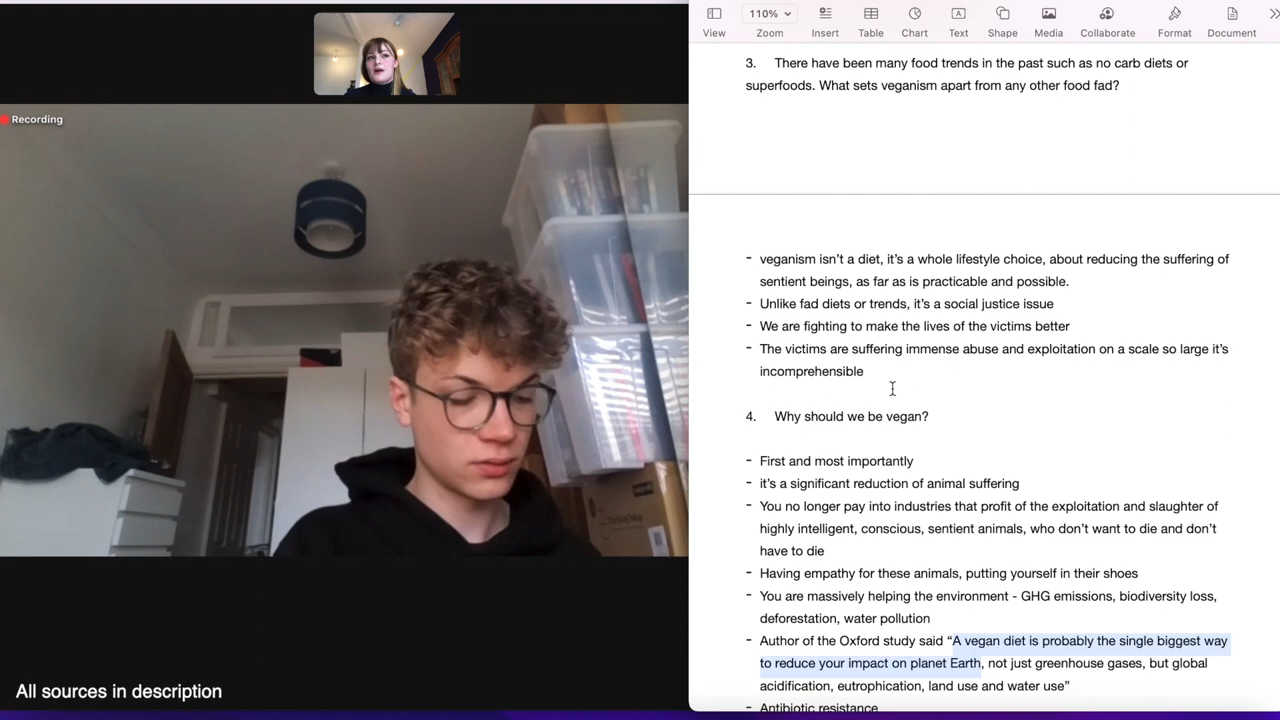 110%
View
Zoom
Insert
Table
Chart
Text
Shape
Media
Collaborate
Format
Document
Recording
3. There have been many food trends in the past such as no carb diets or
superfoods. What sets veganism apart from any other food fad?
- veganism isn’t a diet, it’s a whole lifestyle choice, about reducing the suffering of
sentient beings, as far as is practicable and possible.
- Unlike fad diets or trends, it’s a social justice issue
- We are fighting to make the lives of the victims better
- The victims are suffering immense abuse and exploitation on a scale so large it’s
incomprehensible
4. Why should we be vegan?
- First and most importantly
- it’s a significant reduction of animal suffering
- You no longer pay into industries that profit of the exploitation and slaughter of
highly intelligent, conscious, sentient animals, who don’t want to die and don’t
have to die
- Having empathy for these animals, putting yourself in their shoes
- You are massively helping the environment - GHG emissions, biodiversity loss,
deforestation, water pollution
- Author of the Oxford study said “A vegan diet is probably the single biggest way
to reduce your impact on planet Earth, not just greenhouse gases, but global
acidification, eutrophication, land use and water use”
- Antibiotic resistance
All sources in description